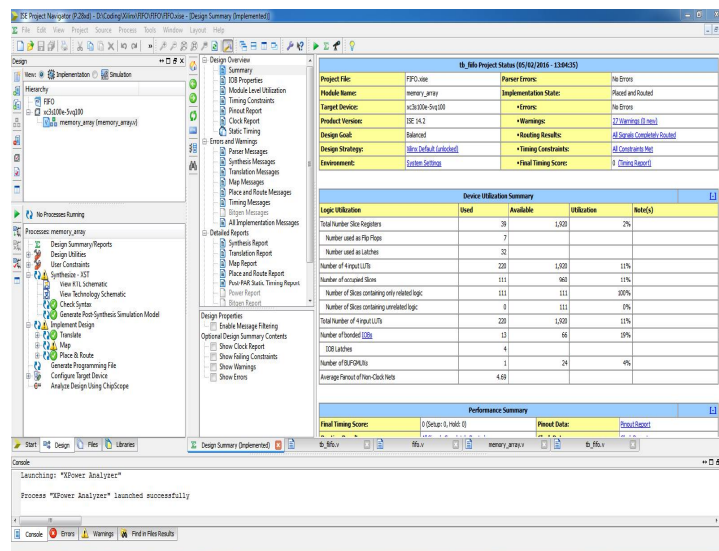 ISE Project Navigator (P.28xd) - D:\Coding\Xilinx\FIFO\FIFO\FIFO.xise - [Design Summary (Implemented)]
File Edit View Project Source Process Tools Window Layout Help
Design
View: Implementation Simulation
Hierarchy
FIFO
xc3s100e-5vq100
memory_array (memory_array.v)
No Processes Running
Processes: memory_array
Design Summary/Reports
Design Utilities
User Constraints
Synthesize - XST
View RTL Schematic
View Technology Schematic
Check Syntax
Generate Post-Synthesis Simulation Model
Implement Design
Translate
Map
Place & Route
Generate Programming File
Configure Target Device
Analyze Design Using ChipScope
Start Design Files Libraries
Design Overview
Summary
IOB Properties
Module Level Utilization
Timing Constraints
Pinout Report
Clock Report
Static Timing
Errors and Warnings
Parser Messages
Synthesis Messages
Translation Messages
Map Messages
Place and Route Messages
Timing Messages
Bitgen Messages
All Implementation Messages
Detailed Reports
Synthesis Report
Translation Report
Map Report
Place and Route Report
Post-PAR Static Timing Report
Power Report
Bitgen Report
Design Properties
Enable Message Filtering
Optional Design Summary Contents
Show Clock Report
Show Failing Constraints
Show Warnings
Show Errors
tb_fiifo Project Status (05/02/2016 - 13:04:35)
Project File: FIFO.xise Parser Errors: No Errors
Module Name: memory_array Implementation State: Placed and Routed
Target Device: xc3s100e-5vq100 •Errors: No Errors
Product Version: ISE 14.2 •Warnings: 27 Warnings (0 new)
Design Goal: Balanced •Routing Results: All Signals Completely Routed
Design Strategy: Xilinx Default (unlocked) •Timing Constraints: All Constraints Met
Environment: System Settings •Final Timing Score: 0 (Timing Report)
Device Utilization Summary [-]
Logic Utilization Used Available Utilization Note(s)
Total Number Slice Registers 39 1,920 2%
Number used as Flip Flops 7
Number used as Latches 32
Number of 4 input LUTs 220 1,920 11%
Number of occupied Slices 111 960 11%
Number of Slices containing only related logic 111 111 100%
Number of Slices containing unrelated logic 0 111 0%
Total Number of 4 input LUTs 220 1,920 11%
Number of bonded IOBs 13 66 19%
IOB Latches 4
Number of BUFGMUXs 1 24 4%
Average Fanout of Non-Clock Nets 4.69
Performance Summary [-]
Final Timing Score: 0 (Setup: 0, Hold: 0) Pinout Data: Pinout Report
Design Summary (Implemented) tb_fiifo.v fifo.v memory_array.v tb_fifo.v
Console
Launching: "XPower Analyzer"
Process "XPower Analyzer" launched successfully
Console Errors Warnings Find in Files Results